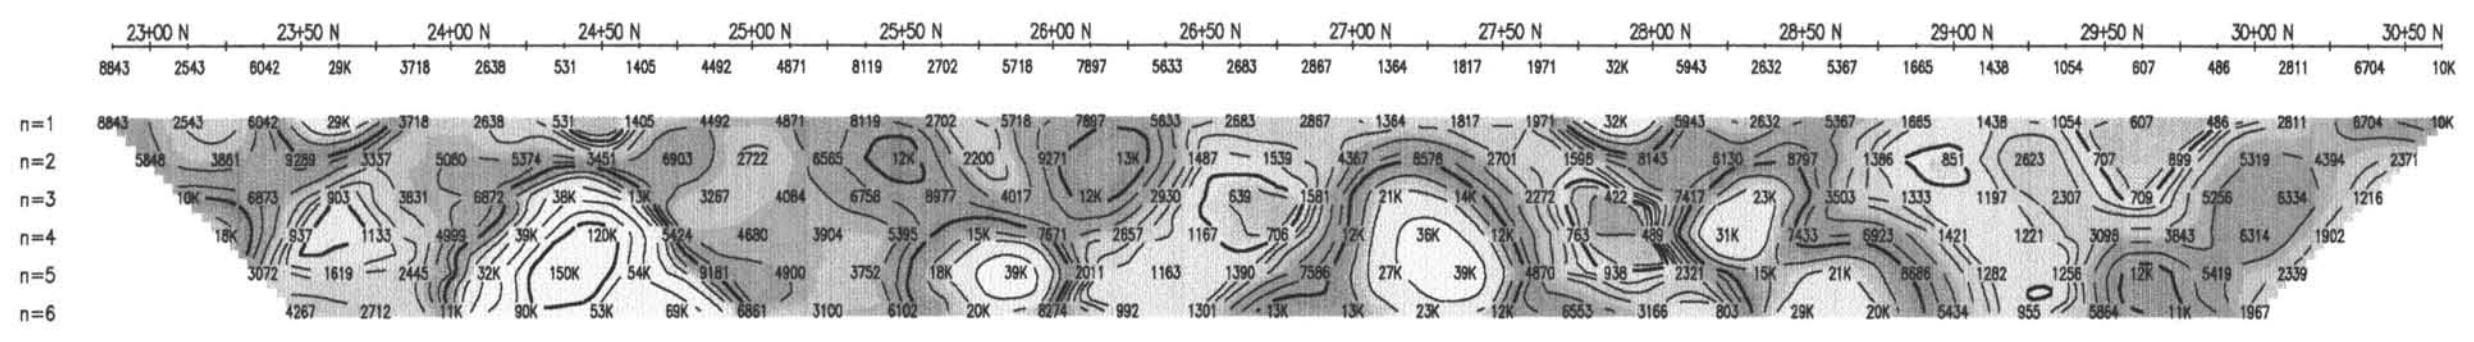 23+00 N 23+50 N 24+00 N 24+50 N 25+00 N 25+50 N 26+00 N 26+50 N 27+00 N 27+50 N 28+00 N 28+50 N 29+00 N 29+50 N 30+00 N 30+50 N
8843 2543 6042 29K 3718 2638 531 1405 4492 4871 8119 2702 5718 7897 5633 2683 2867 1364 1817 1971 32K 5943 2632 5367 1665 1438 1054 607 486 2811 6704 10K
n=1 8843 2543 6042 29K 3718 2638 531 1405 4492 4871 8119 2702 5718 7897 5633 2683 2867 1364 1817 1971 32K 5943 2632 5367 1665 1438 1054 607 486 2811 6704 10K
n=2 5848 3861 9289 3337 5080 5374 3451 6903 2722 6565 12K 2200 9271 13K 1487 1539 4367 8576 2701 1598 8143 8130 8797 1386 851 2623 707 899 5319 4394 2371
n=3 10K 6873 903 3831 6872 38K 13K 3267 4084 6758 8977 4017 12K 2930 639 1581 21K 14K 2272 422 7417 23K 3503 1333 1197 2307 709 5256 6334 1216
n=4 18K 937 1133 4999 39K 120K 5424 4680 3904 5395 15K 7671 2657 1167 706 12K 36K 12K 763 489 31K 7433 6923 1421 1221 3098 3843 6314 1902
n=5 3072 1619 2445 32K 150K 54K 9181 4900 3752 18K 39K 2011 1163 1390 7586 27K 39K 4870 938 2321 15K 21K 8686 1282 1256 12K 5419 2339
n=6 4267 2712 11K 90K 53K 69K 6861 3100 6102 20K 8274 992 1301 13K 13K 23K 12K 6553 3166 803 29K 20K 5434 955 5864 11K 1967